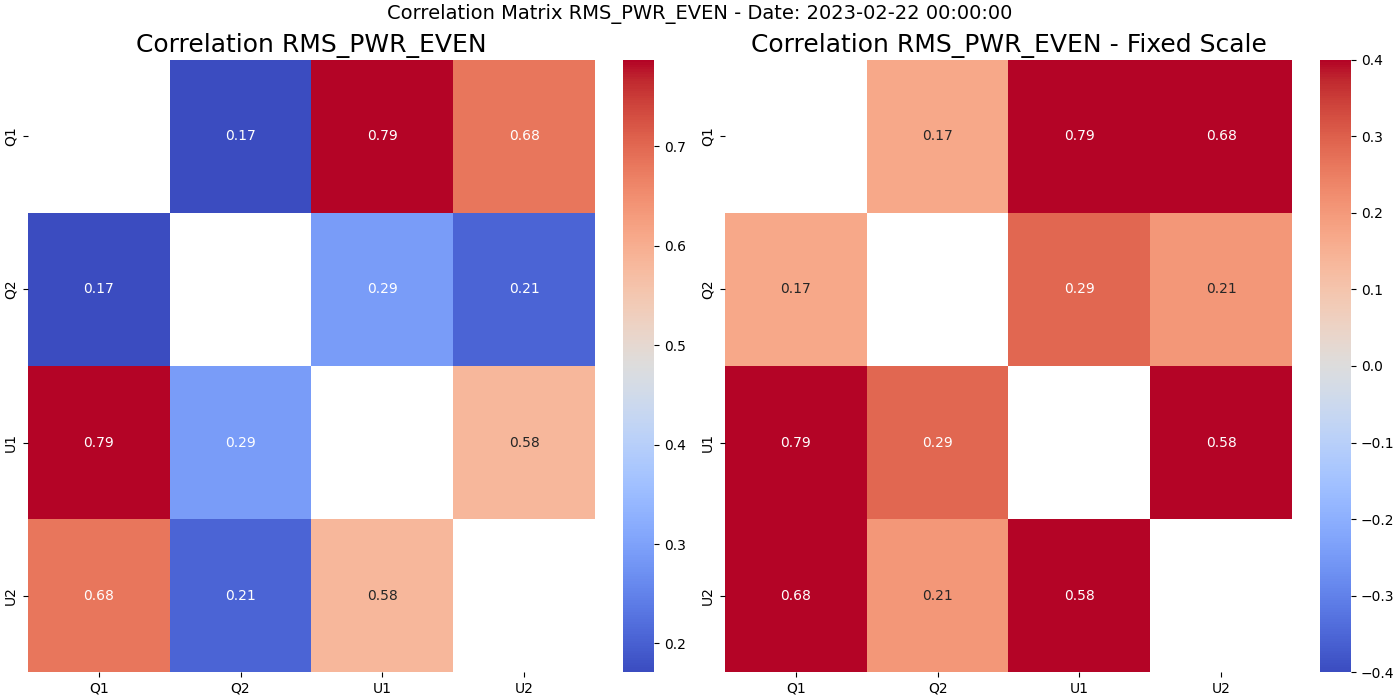 Correlation Matrix RMS_PWR_EVEN - Date: 2023-02-22 00:00:00
Correlation RMS_PWR_EVEN
Q1
0.17 0.79 0.68
Q2
0.17 0.29 0.21
U1
0.79 0.29 0.58
U2
0.68 0.21 0.58
Q1 Q2 U1 U2
0.7
0.6
0.5
0.4
0.3
0.2
Correlation RMS_PWR_EVEN - Fixed Scale
Q1
0.17 0.79 0.68
Q2
0.17 0.29 0.21
U1
0.79 0.29 0.58
U2
0.68 0.21 0.58
Q1 Q2 U1 U2
0.4
0.3
0.2
0.1
0.0
−0.1
−0.2
−0.3
−0.4